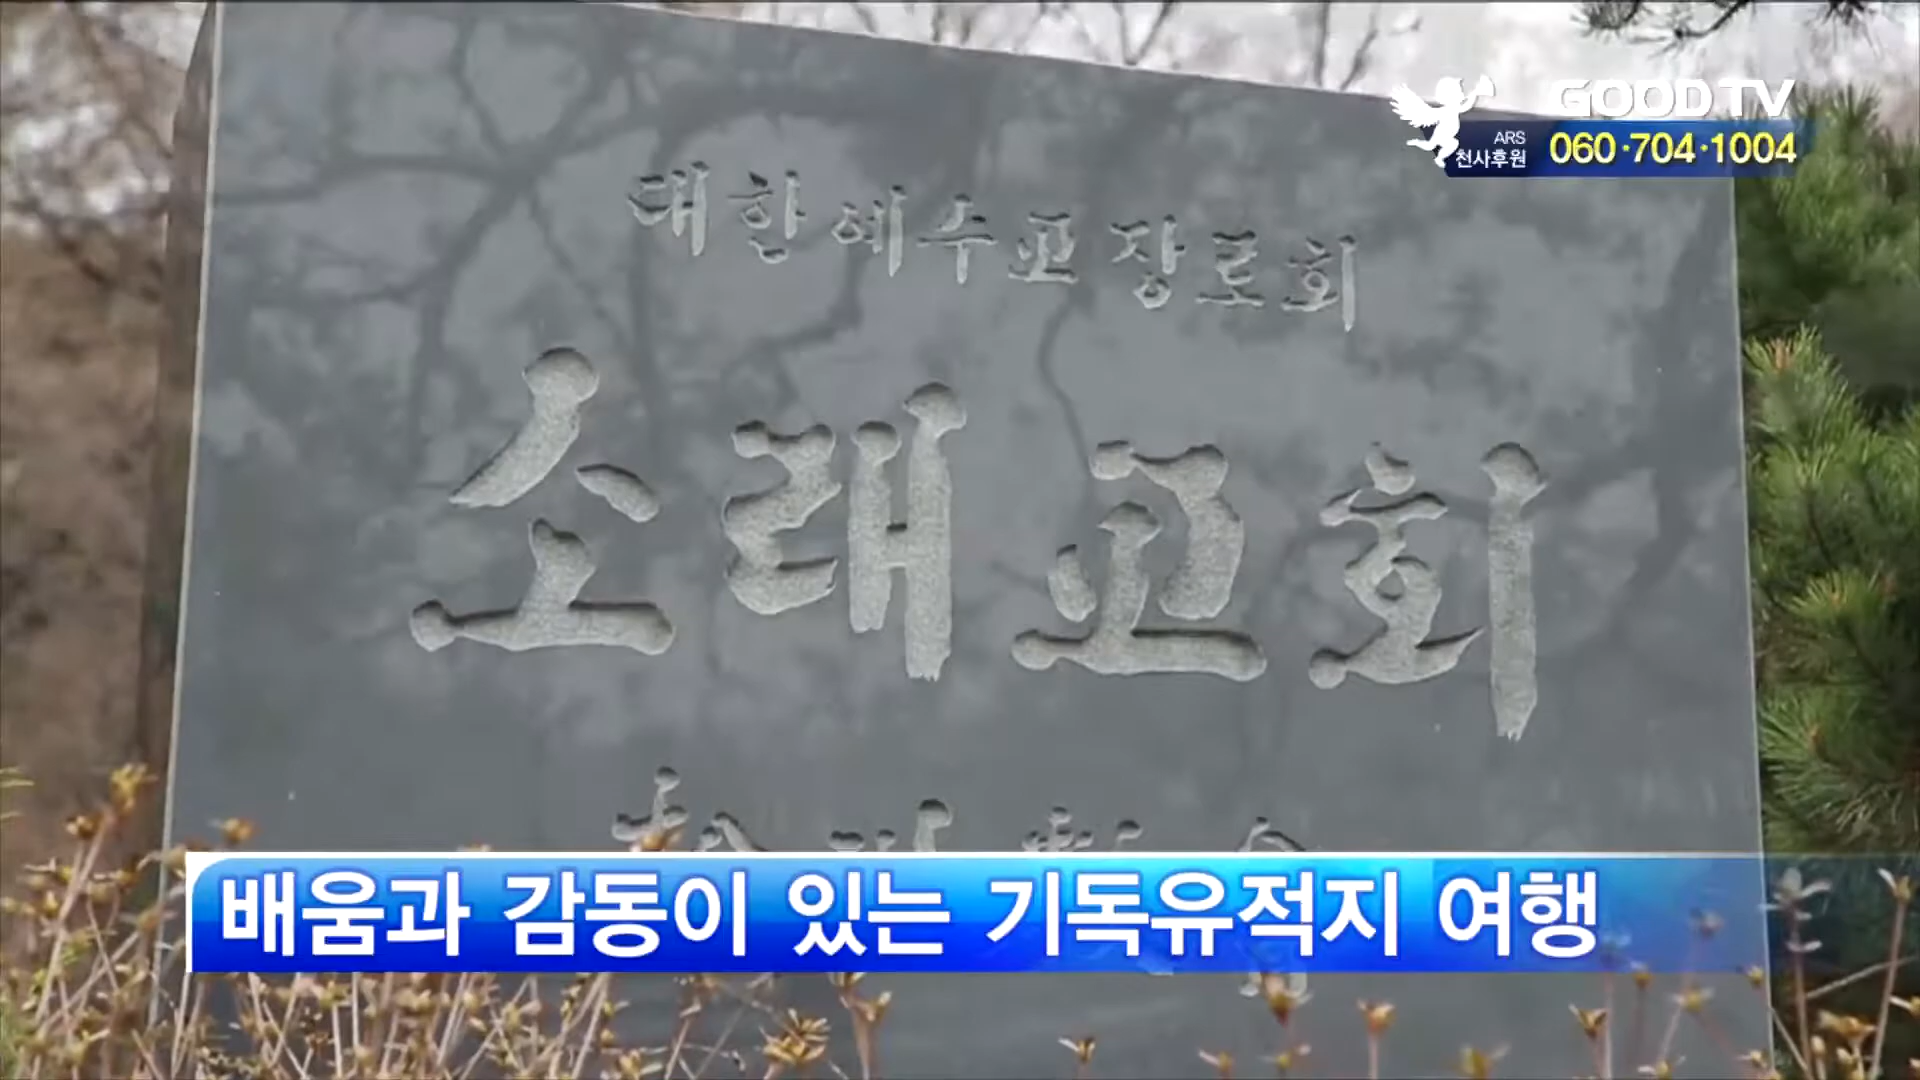 GOOD TV
ARS
천사후원 060·704·1004
대한예수교장로회
소래교회
배움과 감동이 있는 기독유적지 여행